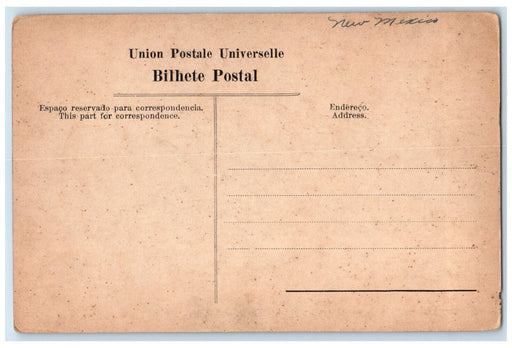 New Mexico
Union Postale Universelle
Bilhete Postal
Espaço reservado para correspondencia.
This part for correspondence.
Endereço.
Address.